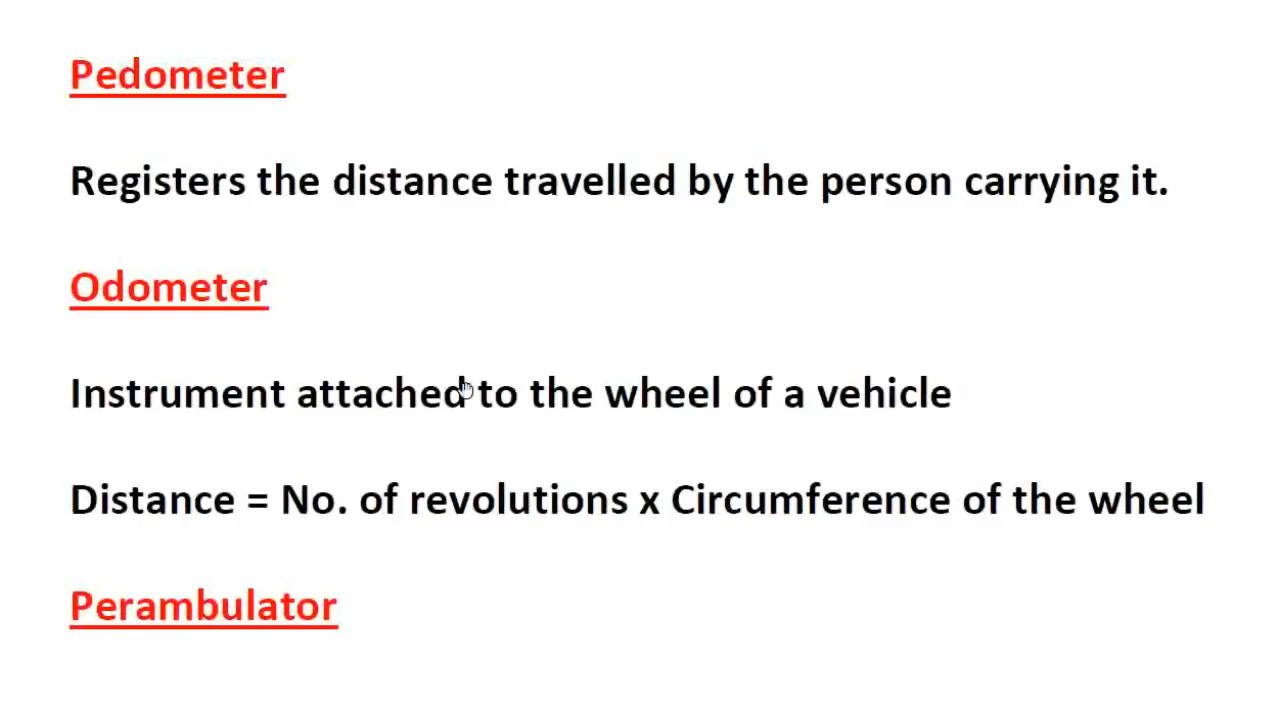 Pedometer
Registers the distance travelled by the person carrying it.
Odometer
Instrument attached to the wheel of a vehicle
Distance = No. of revolutions x Circumference of the wheel
Perambulator